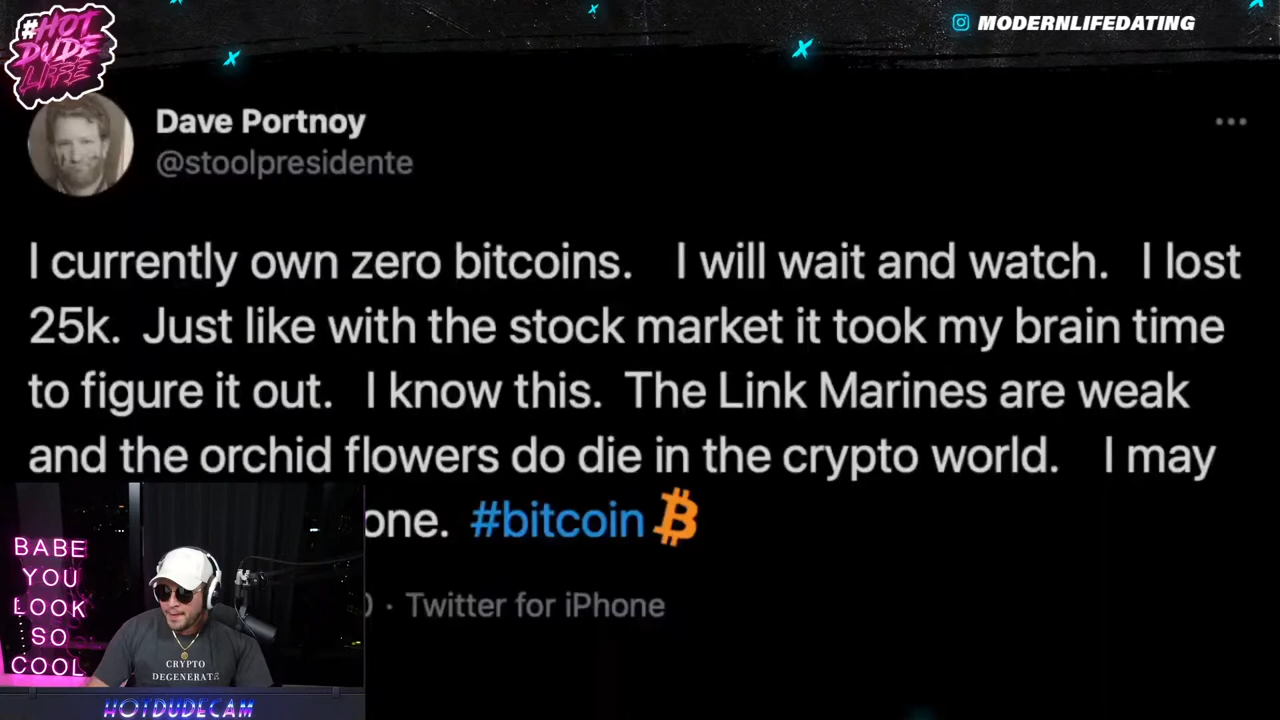 #HOT
DUDE
LIFE
MODERNLIFEDATING
Dave Portnoy
@stoolpresidente
I currently own zero bitcoins. I will wait and watch. I lost
25k. Just like with the stock market it took my brain time
to figure it out. I know this. The Link Marines are weak
and the orchid flowers do die in the crypto world. I may
one. #bitcoin
· Twitter for iPhone
BABE
YOU
LOOK
SO
COOL
CRYPTO
DEGENERATE
HOTDUDECAM